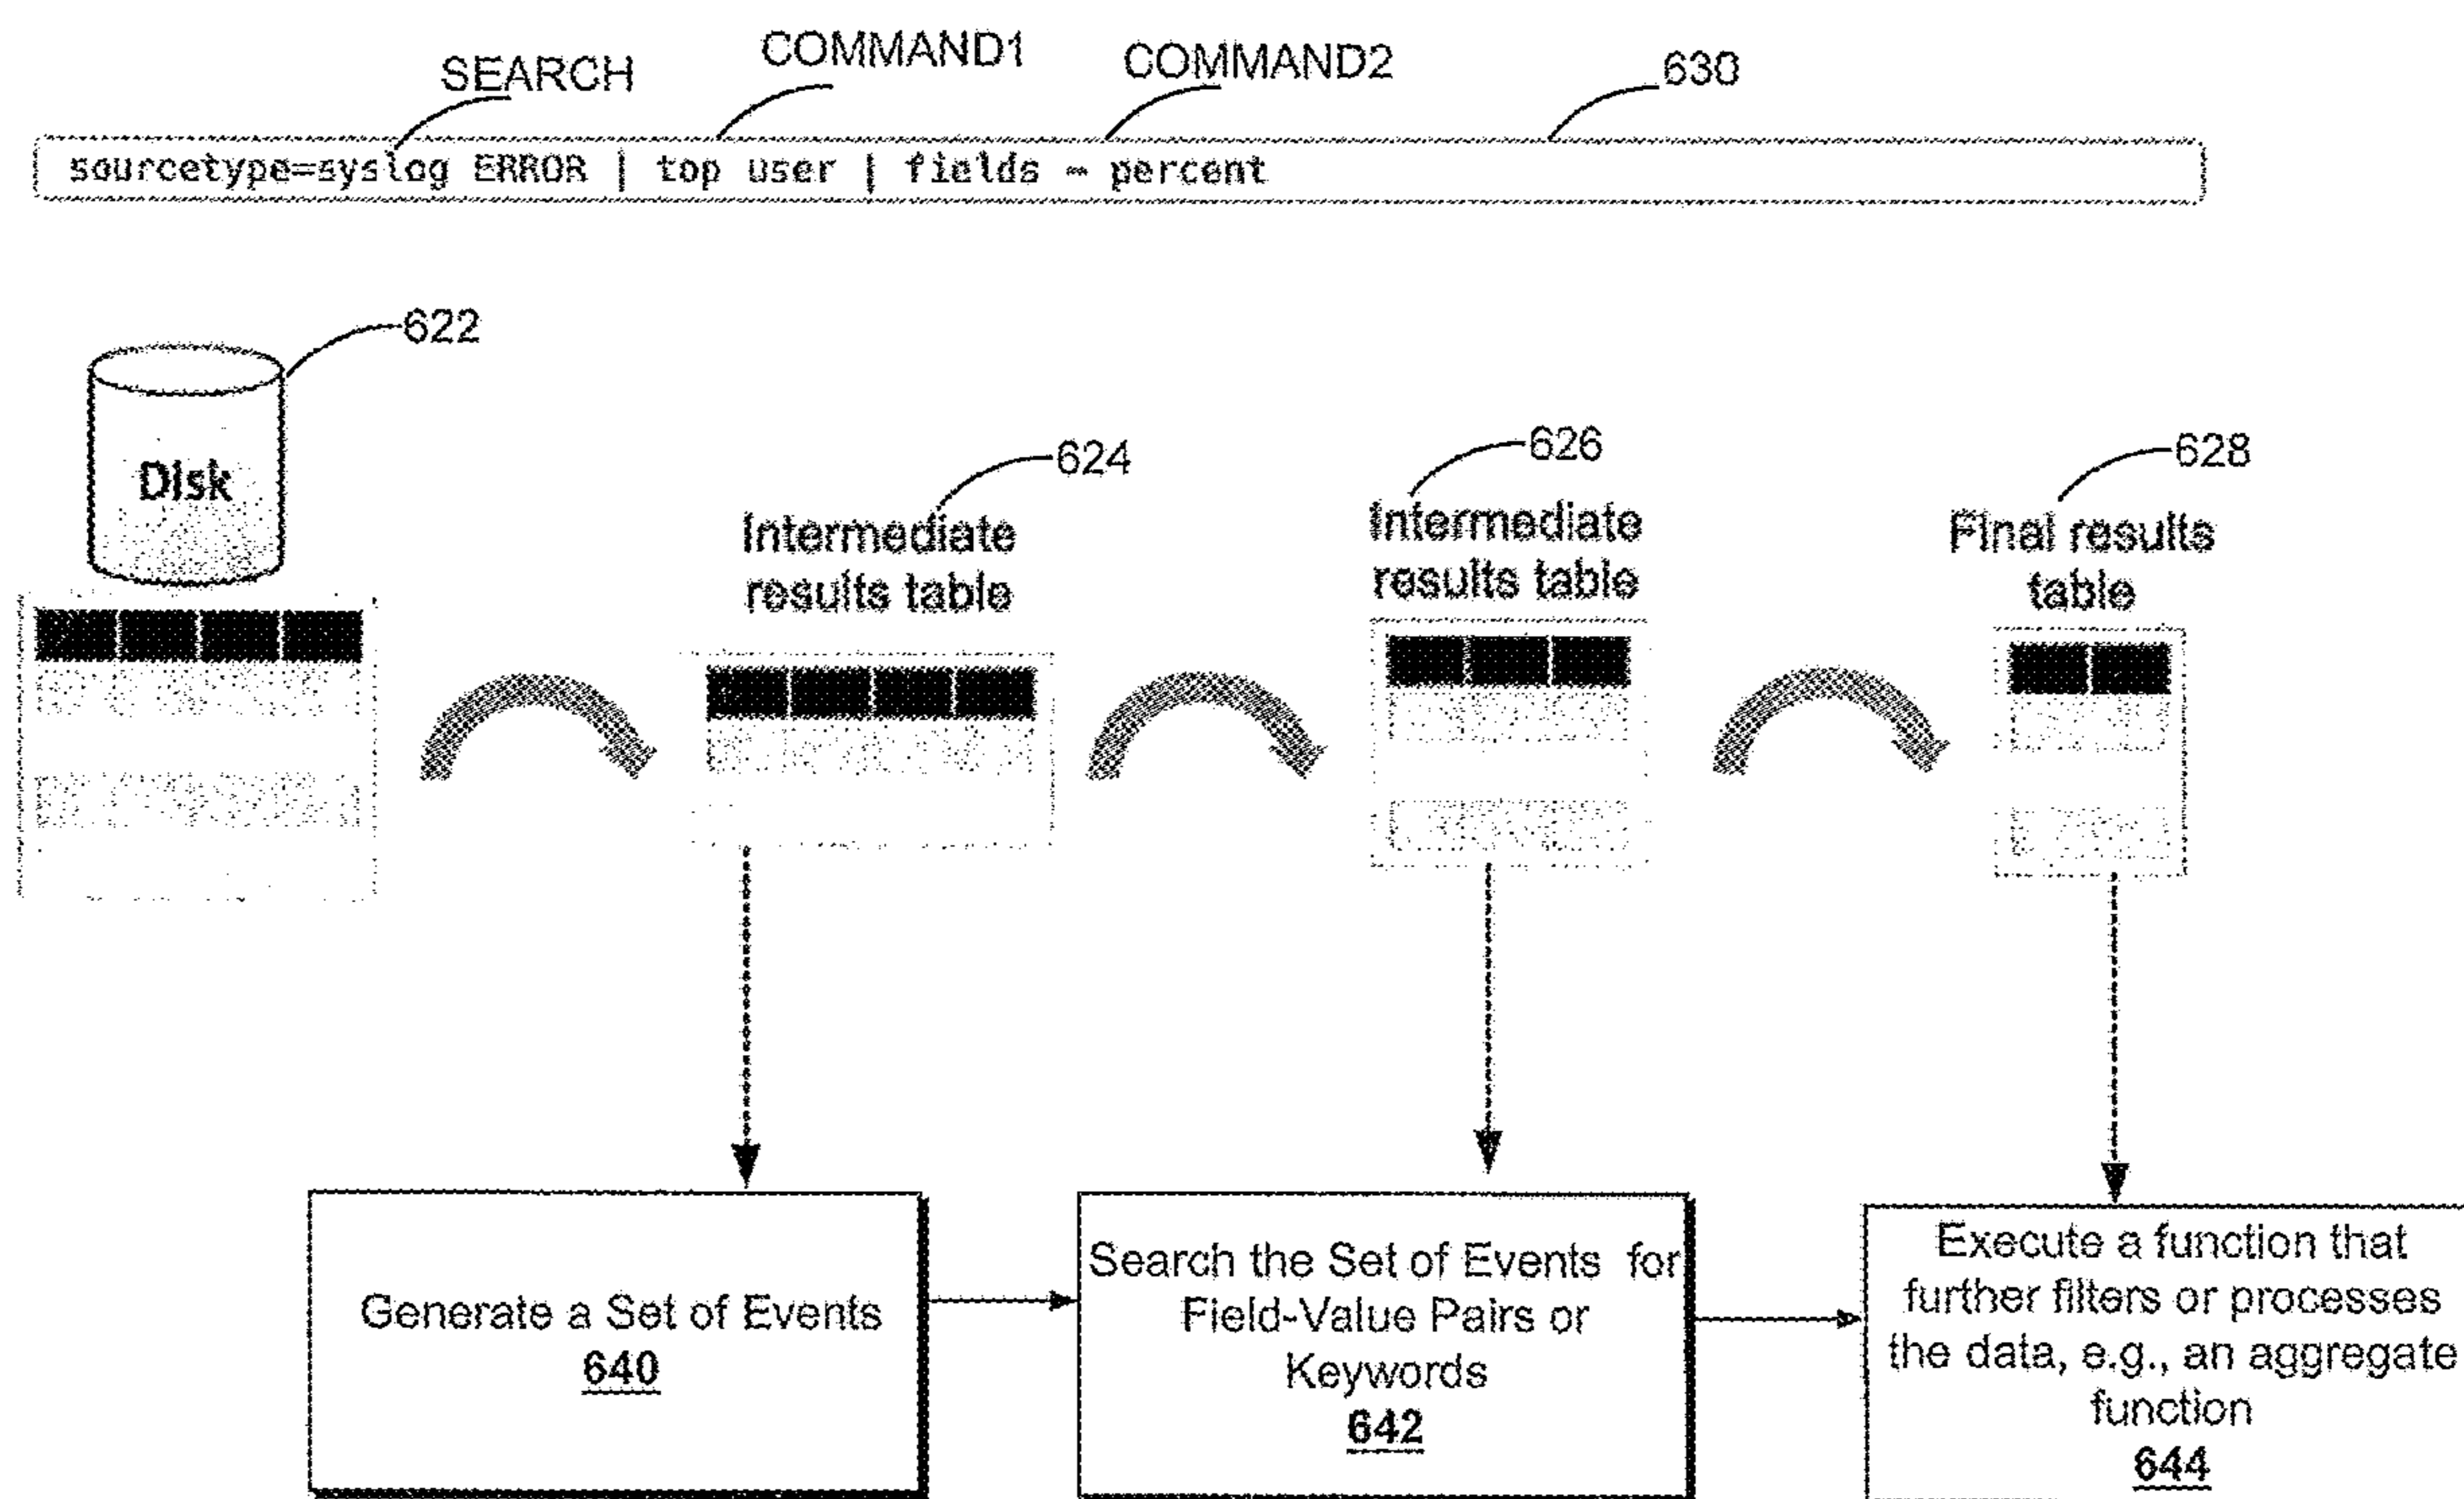 SEARCH
COMMAND1
COMMAND2
630
sourcetype=syslog ERROR | top user | fields - percent
622
Disk
624
Intermediate
results table
626
Intermediate
results table
628
Final results
table
Generate a Set of Events
640
Search the Set of Events for
Field-Value Pairs or
Keywords
642
Execute a function that
further filters or processes
the data, e.g., an aggregate
function
644